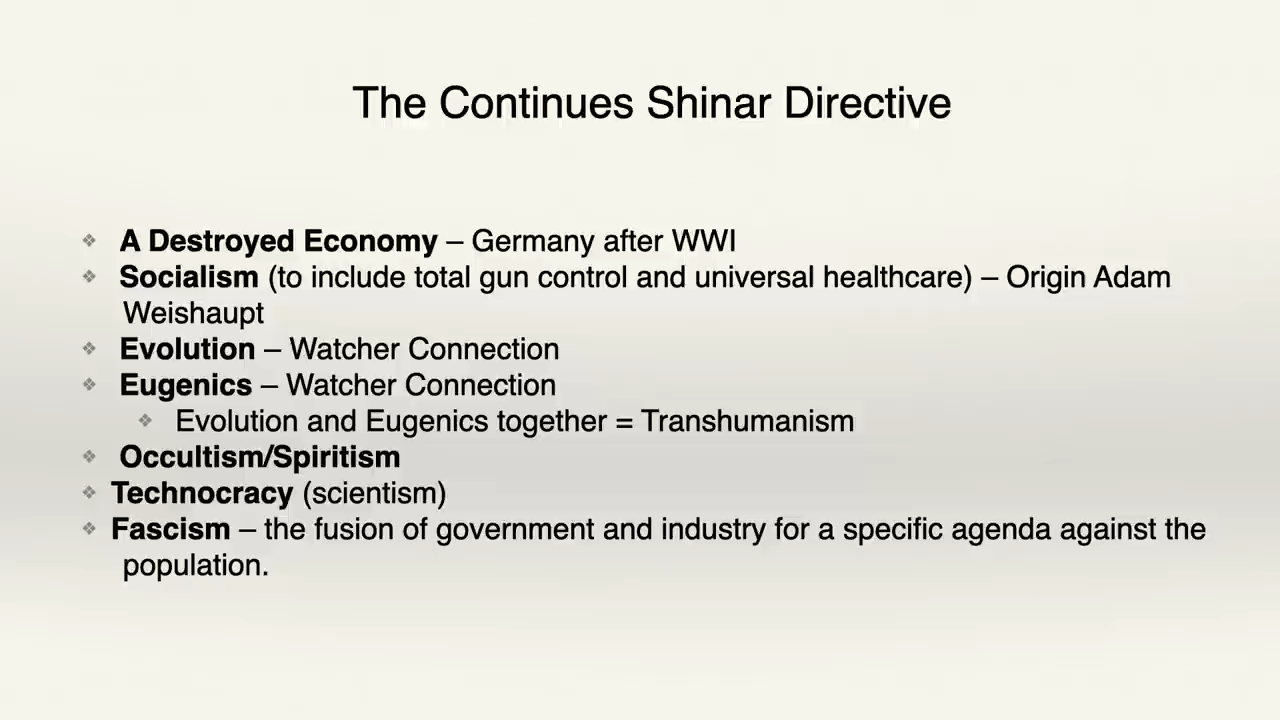 The Continues Shinar Directive
❖ A Destroyed Economy – Germany after WWI
❖ Socialism (to include total gun control and universal healthcare) – Origin Adam
Weishaupt
❖ Evolution – Watcher Connection
❖ Eugenics – Watcher Connection
❖ Evolution and Eugenics together = Transhumanism
❖ Occultism/Spiritism
❖ Technocracy (scientism)
❖ Fascism – the fusion of government and industry for a specific agenda against the
population.